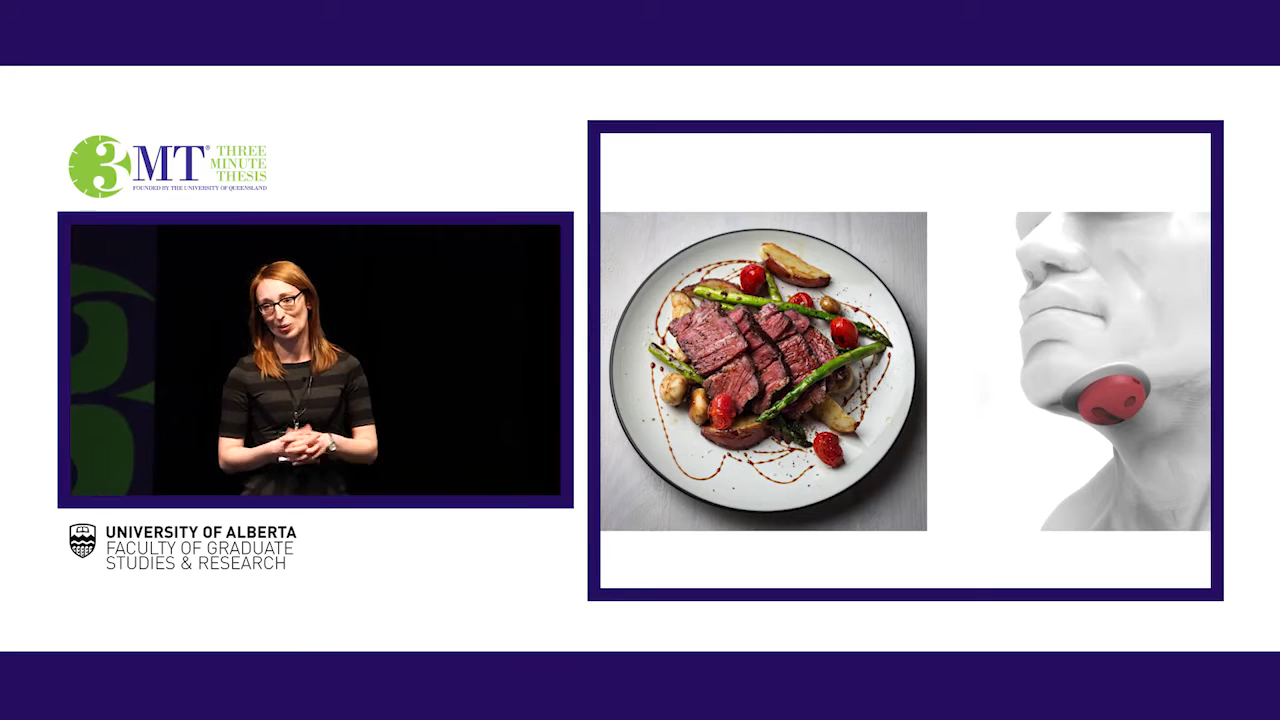 3MT® THREE
MINUTE
THESIS
FOUNDED BY THE UNIVERSITY OF QUEENSLAND
UNIVERSITY OF ALBERTA
FACULTY OF GRADUATE
STUDIES & RESEARCH